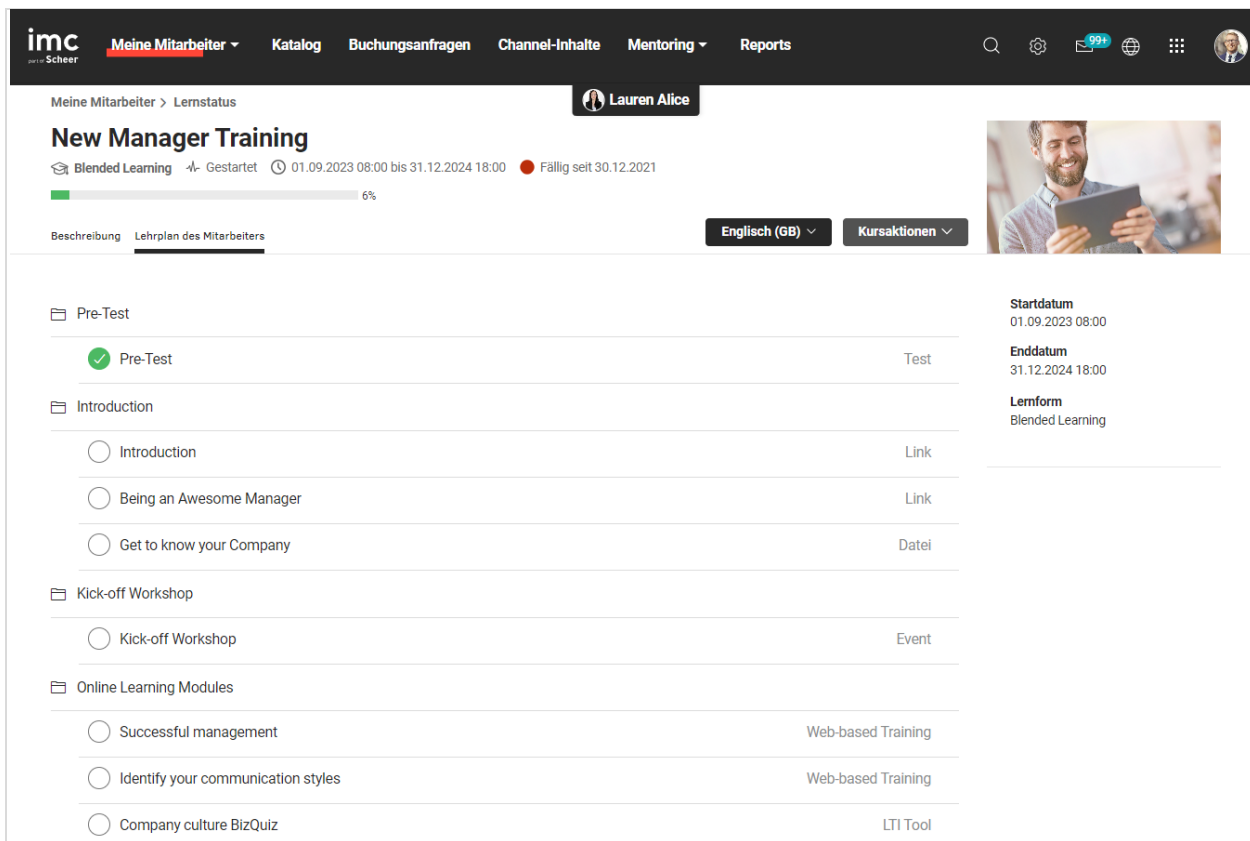 imc
part of Scheer
Meine Mitarbeiter Katalog Buchungsanfragen Channel-Inhalte Mentoring Reports 99+
Meine Mitarbeiter > Lernstatus
Lauren Alice
New Manager Training
Blended Learning Gestartet 01.09.2023 08:00 bis 31.12.2024 18:00 Fällig seit 30.12.2021
6%
Beschreibung Lehrplan des Mitarbeiters Englisch (GB) Kursaktionen
Pre-Test
Pre-Test Test
Introduction
Introduction Link
Being an Awesome Manager Link
Get to know your Company Datei
Kick-off Workshop
Kick-off Workshop Event
Online Learning Modules
Successful management Web-based Training
Identify your communication styles Web-based Training
Company culture BizQuiz LTI Tool
Startdatum
01.09.2023 08:00
Enddatum
31.12.2024 18:00
Lernform
Blended Learning